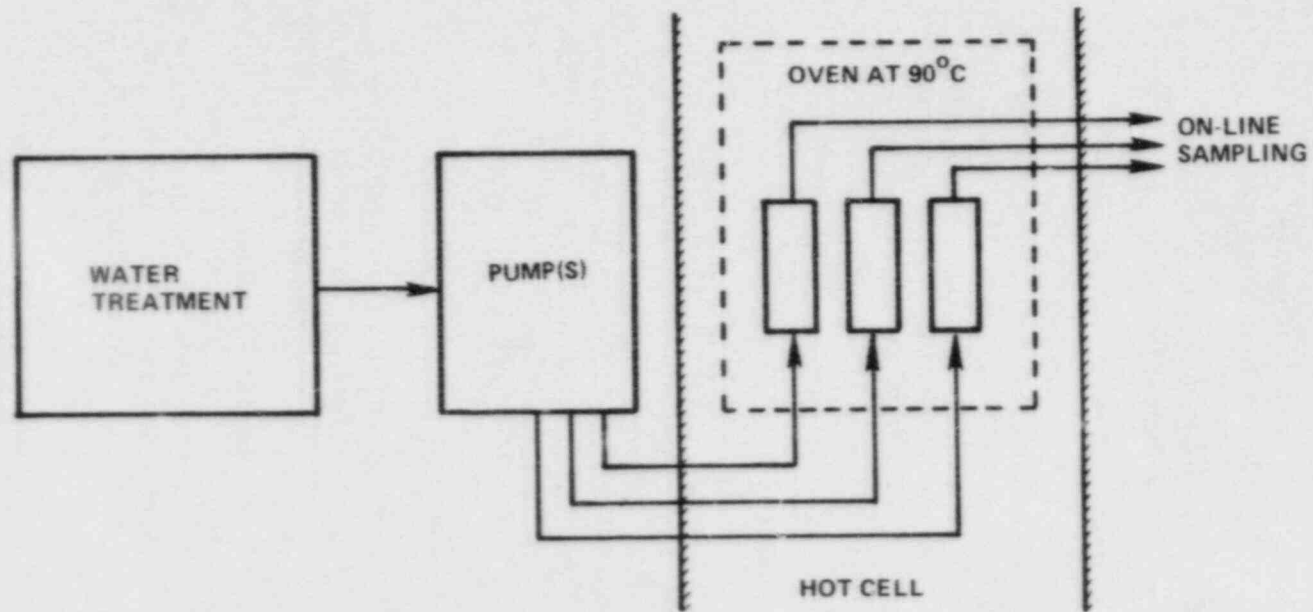 WATER
TREATMENT
PUMP(S)
OVEN AT 90°C
ON-LINE
SAMPLING
HOT CELL